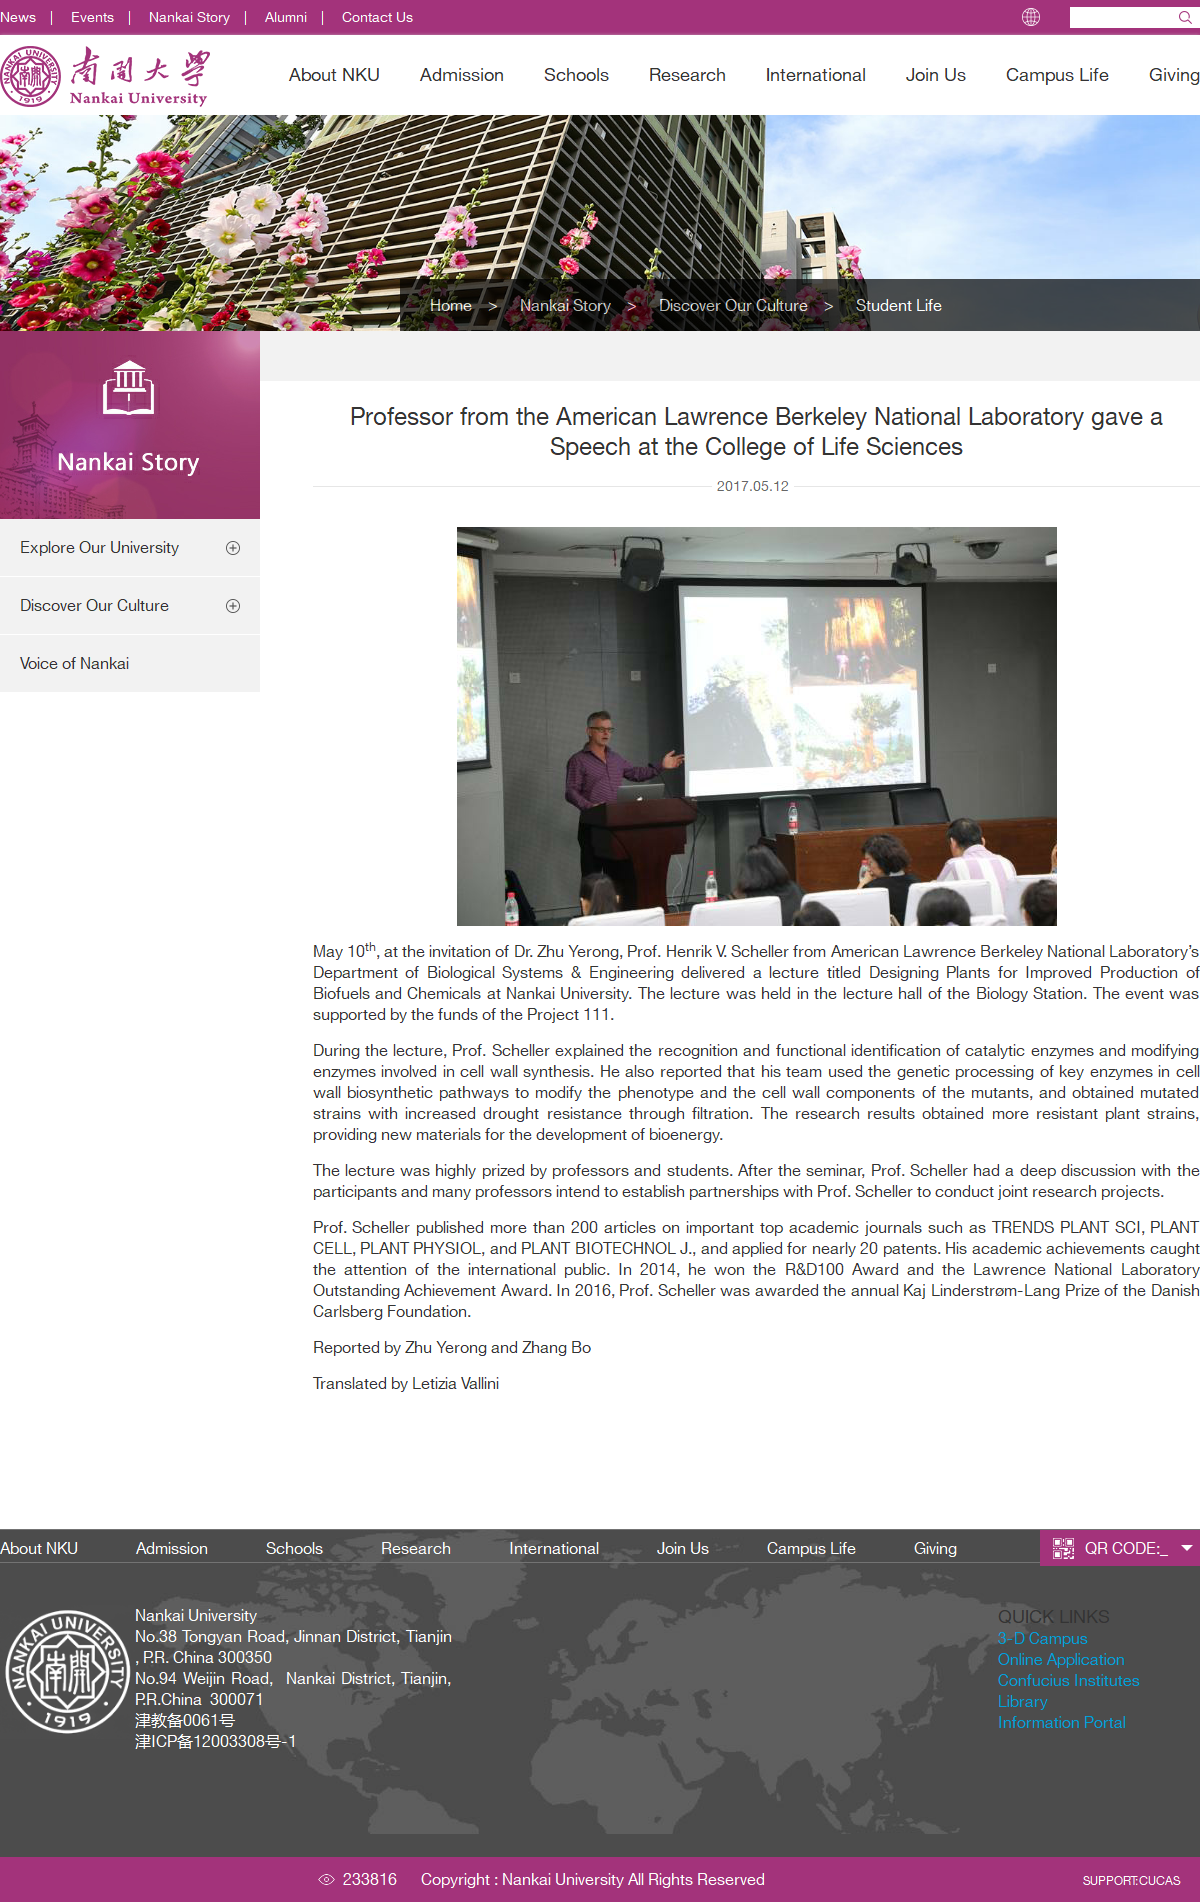 News | Events | Nankai Story | Alumni | Contact Us
NANKAI UNIVERSITY
1919
南開大學
Nankai University
About NKU Admission Schools Research International Join Us Campus Life Giving
Home > Nankai Story > Discover Our Culture > Student Life
Nankai Story
Explore Our University
Discover Our Culture
Voice of Nankai
Professor from the American Lawrence Berkeley National Laboratory gave a
Speech at the College of Life Sciences
2017.05.12
May 10th, at the invitation of Dr. Zhu Yerong, Prof. Henrik V. Scheller from American Lawrence Berkeley National Laboratory’s
Department of Biological Systems & Engineering delivered a lecture titled Designing Plants for Improved Production of
Biofuels and Chemicals at Nankai University. The lecture was held in the lecture hall of the Biology Station. The event was
supported by the funds of the Project 111.
During the lecture, Prof. Scheller explained the recognition and functional identification of catalytic enzymes and modifying
enzymes involved in cell wall synthesis. He also reported that his team used the genetic processing of key enzymes in cell
wall biosynthetic pathways to modify the phenotype and the cell wall components of the mutants, and obtained mutated
strains with increased drought resistance through filtration. The research results obtained more resistant plant strains,
providing new materials for the development of bioenergy.
The lecture was highly prized by professors and students. After the seminar, Prof. Scheller had a deep discussion with the
participants and many professors intend to establish partnerships with Prof. Scheller to conduct joint research projects.
Prof. Scheller published more than 200 articles on important top academic journals such as TRENDS PLANT SCI, PLANT
CELL, PLANT PHYSIOL, and PLANT BIOTECHNOL J., and applied for nearly 20 patents. His academic achievements caught
the attention of the international public. In 2014, he won the R&D100 Award and the Lawrence National Laboratory
Outstanding Achievement Award. In 2016, Prof. Scheller was awarded the annual Kaj Linderstrøm-Lang Prize of the Danish
Carlsberg Foundation.
Reported by Zhu Yerong and Zhang Bo
Translated by Letizia Vallini
About NKU Admission Schools Research International Join Us Campus Life Giving QR CODE:_
NANKAI UNIVERSITY
1919
Nankai University
No.38 Tongyan Road, Jinnan District, Tianjin
, P.R. China 300350
No.94 Weijin Road, Nankai District, Tianjin,
P.R.China 300071
津教备0061号
津ICP备12003308号-1
QUICK LINKS
3-D Campus
Online Application
Confucius Institutes
Library
Information Portal
233816 Copyright : Nankai University All Rights Reserved
SUPPORT:CUCAS